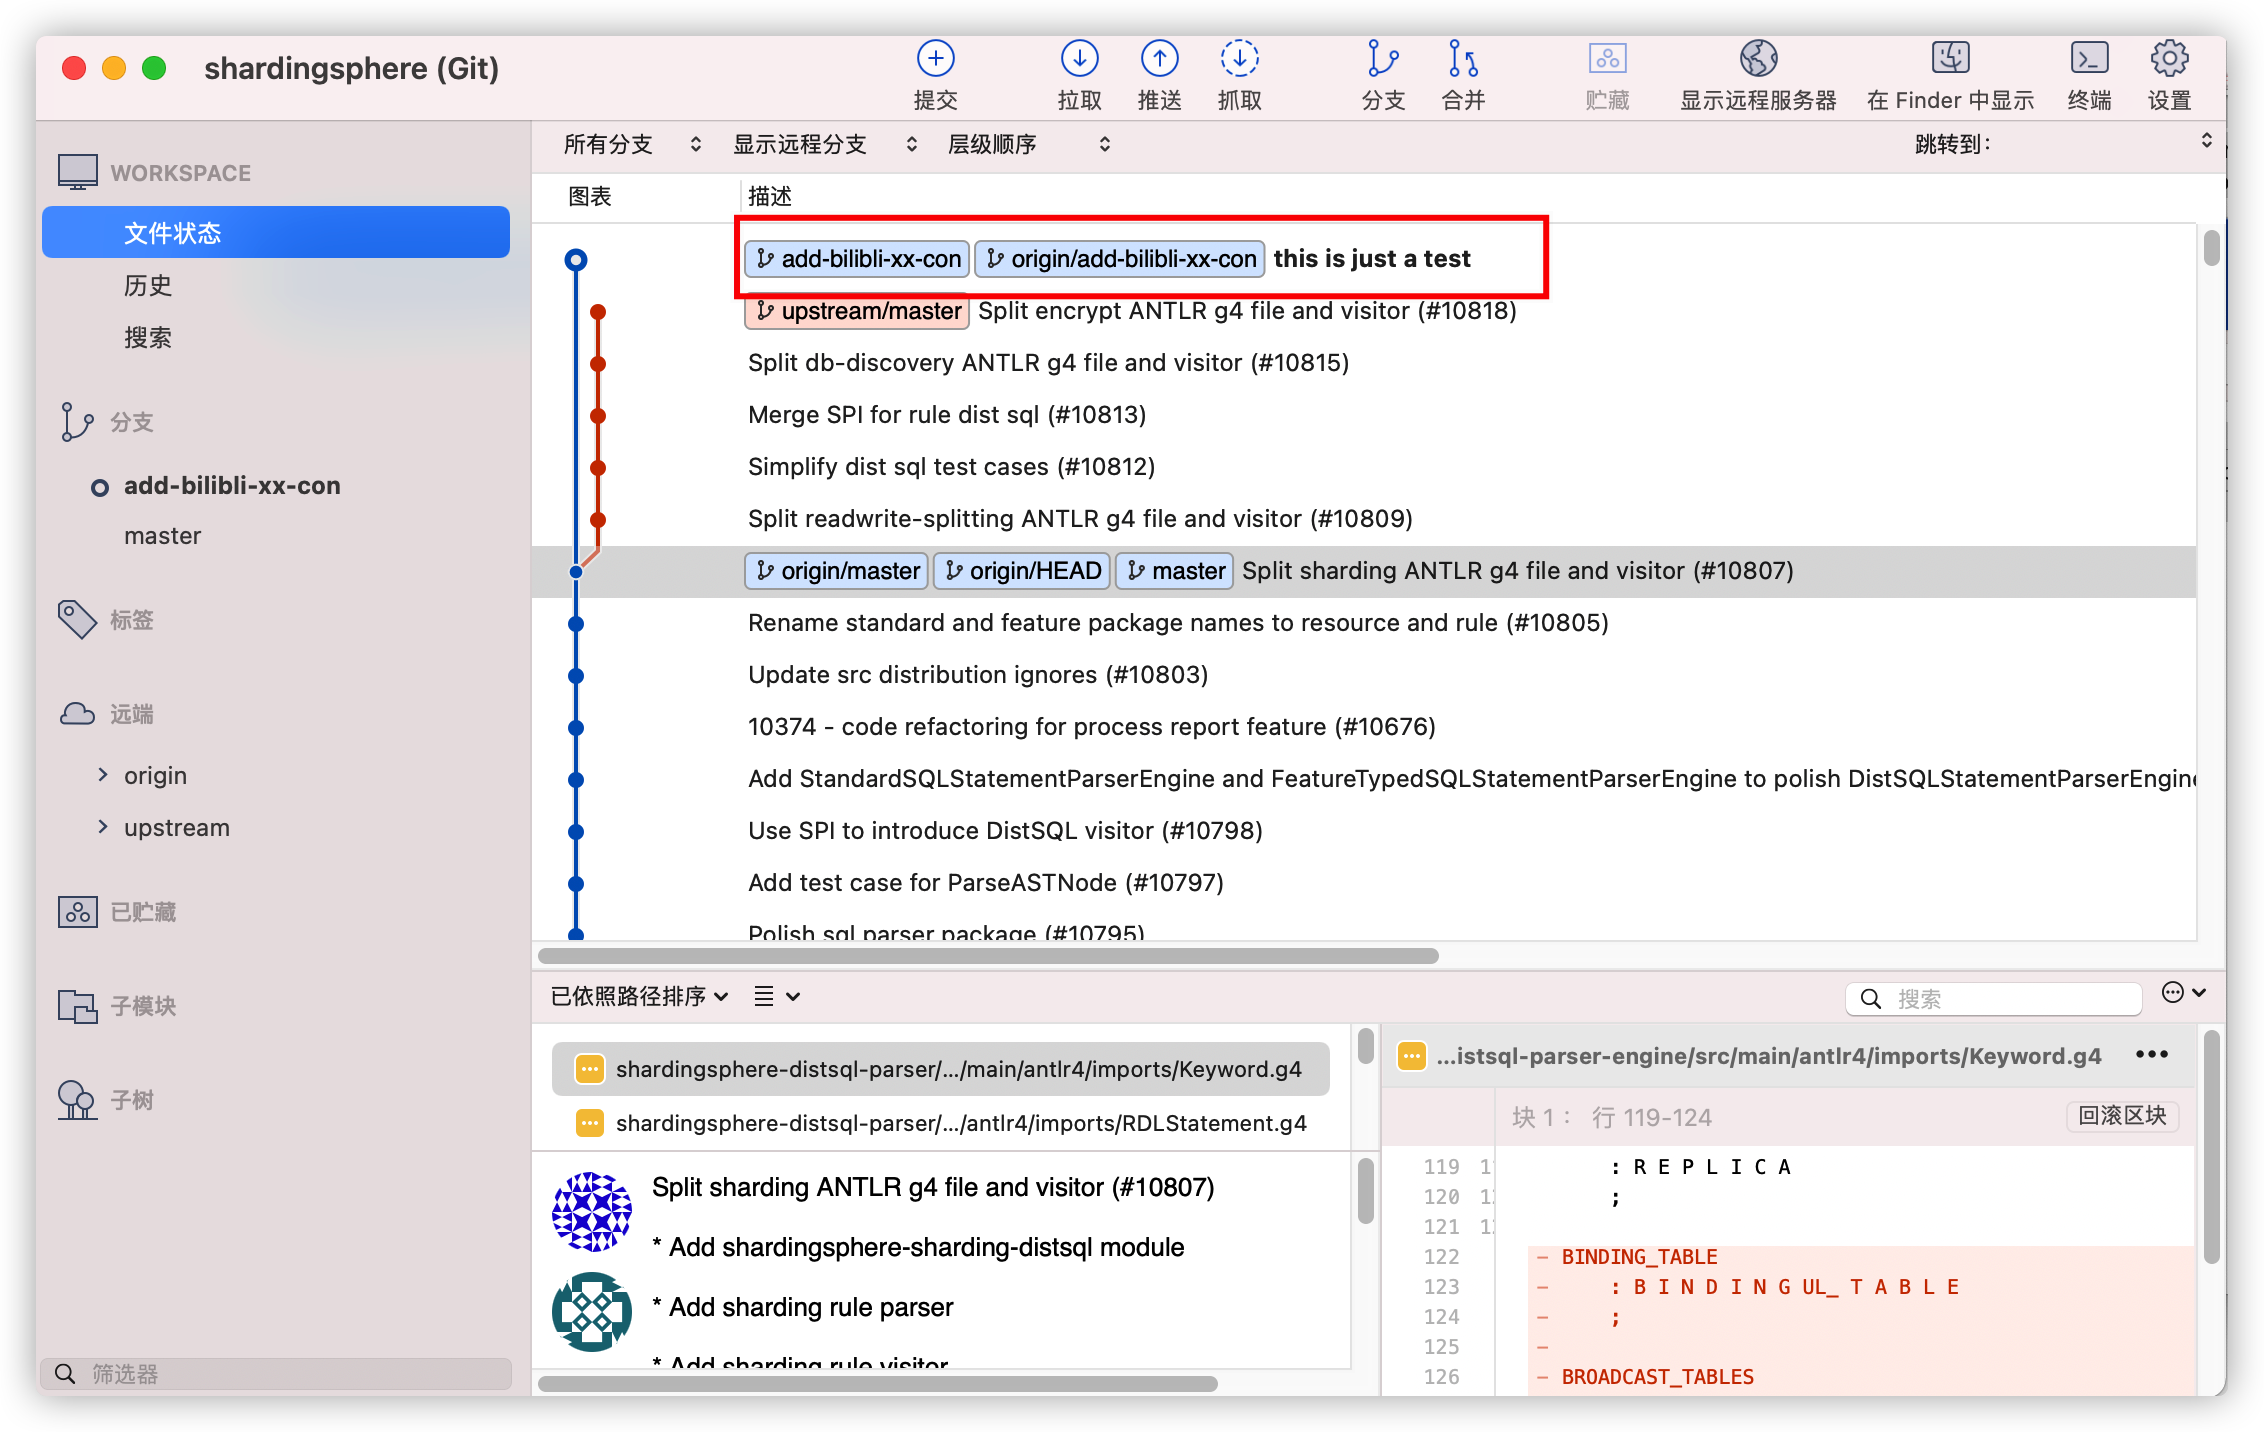 shardingsphere (Git)
提交
拉取
推送
抓取
分支
合并
贮藏
显示远程服务器
在 Finder 中显示
终端
设置
WORKSPACE
文件状态
历史
搜索
分支
add-bilibli-xx-con
master
标签
远端
origin
upstream
已贮藏
子模块
子树
筛选器
所有分支
显示远程分支
层级顺序
跳转到:
图表
描述
add-bilibli-xx-con origin/add-bilibli-xx-con this is just a test
upstream/master Split encrypt ANTLR g4 file and visitor (#10818)
Split db-discovery ANTLR g4 file and visitor (#10815)
Merge SPI for rule dist sql (#10813)
Simplify dist sql test cases (#10812)
Split readwrite-splitting ANTLR g4 file and visitor (#10809)
origin/master origin/HEAD master Split sharding ANTLR g4 file and visitor (#10807)
Rename standard and feature package names to resource and rule (#10805)
Update src distribution ignores (#10803)
10374 - code refactoring for process report feature (#10676)
Add StandardSQLStatementParserEngine and FeatureTypedSQLStatementParserEngine to polish DistSQLStatementParserEngine
Use SPI to introduce DistSQL visitor (#10798)
Add test case for ParseASTNode (#10797)
Polish sql parser package (#10795)
已依照路径排序
搜索
shardingsphere-distsql-parser/.../main/antlr4/imports/Keyword.g4
shardingsphere-distsql-parser/.../antlr4/imports/RDLStatement.g4
Split sharding ANTLR g4 file and visitor (#10807)
* Add shardingsphere-sharding-distsql module
* Add sharding rule parser
* Add sharding rule visitor
...istsql-parser-engine/src/main/antlr4/imports/Keyword.g4
块 1： 行 119-124
回滚区块
119 : R E P L I C A
120 ;
121
122 - BINDING_TABLE
123 - : B I N D I N G UL_ T A B L E
124 - ;
125 -
126 - BROADCAST_TABLES